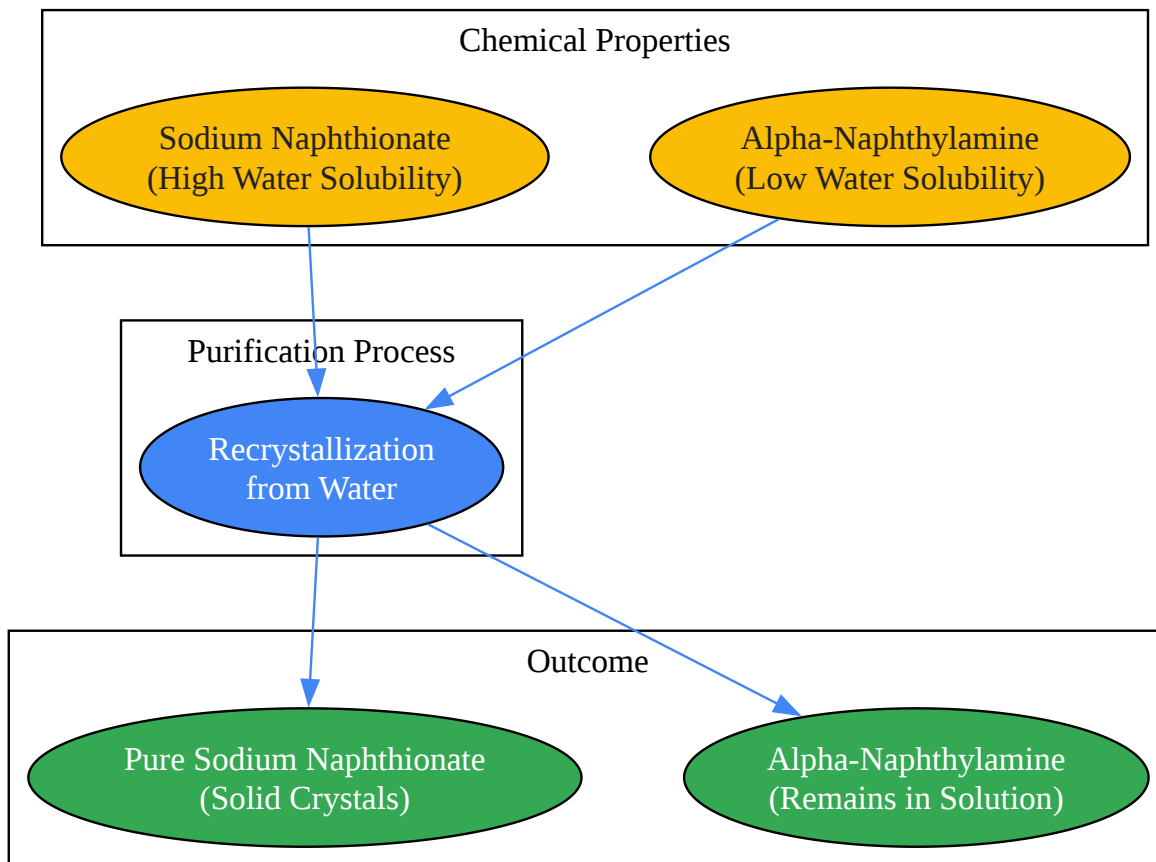 Chemical Properties
Sodium Naphthionate
(High Water Solubility)
Alpha-Naphthylamine
(Low Water Solubility)
Purification Process
Recrystallization
from Water
Outcome
Pure Sodium Naphthionate
(Solid Crystals)
Alpha-Naphthylamine
(Remains in Solution)